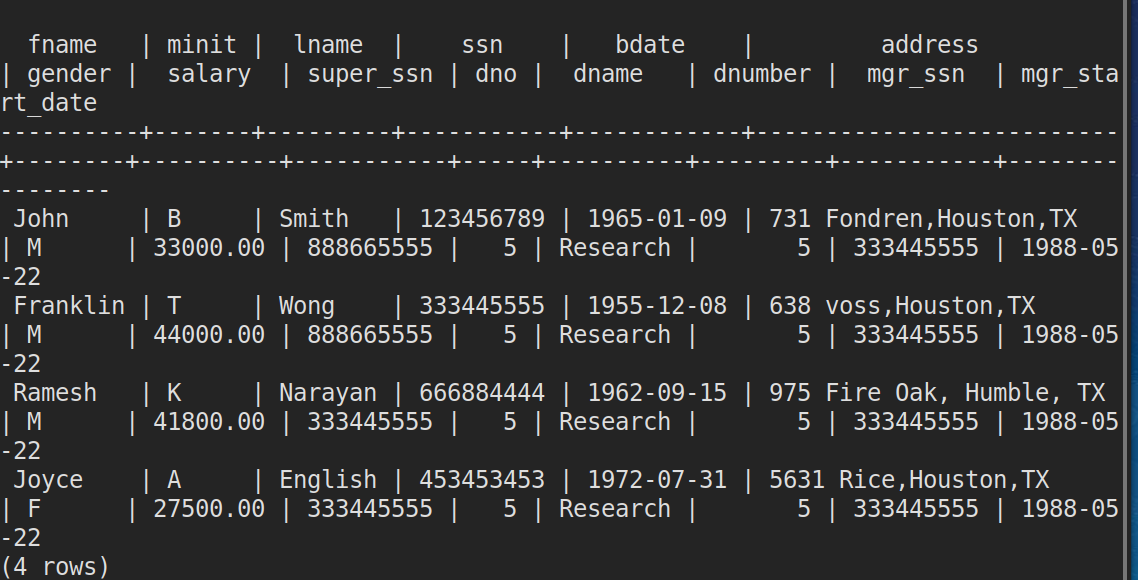 fname   | minit |  lname  |    ssn    |   bdate    |         address
| gender |  salary  | super_ssn | dno |  dname   | dnumber |  mgr_ssn  | mgr_sta
rt_date
----------+-------+---------+-----------+------------+--------------------------
+--------+----------+-----------+-----+----------+---------+-----------+--------
--------
 John     | B     | Smith   | 123456789 | 1965-01-09 | 731 Fondren,Houston,TX
| M      | 33000.00 | 888665555 |   5 | Research |       5 | 333445555 | 1988-05
-22
 Franklin | T     | Wong    | 333445555 | 1955-12-08 | 638 voss,Houston,TX
| M      | 44000.00 | 888665555 |   5 | Research |       5 | 333445555 | 1988-05
-22
 Ramesh   | K     | Narayan | 666884444 | 1962-09-15 | 975 Fire Oak, Humble, TX
| M      | 41800.00 | 333445555 |   5 | Research |       5 | 333445555 | 1988-05
-22
 Joyce    | A     | English | 453453453 | 1972-07-31 | 5631 Rice,Houston,TX
| F      | 27500.00 | 333445555 |   5 | Research |       5 | 333445555 | 1988-05
-22
(4 rows)